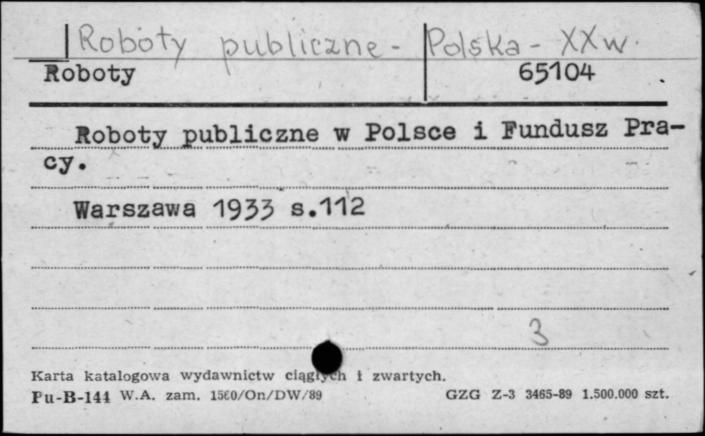 Roboty publiczne - Polska - XX w.
Roboty 65104
Roboty publiczne w Polsce i Fundusz Pra-
cy.
Warszawa 1933 s.112
3
Karta katalogowa wydawnictw ciągłych i zwartych.
Pu-B-144 W.A. zam. 1560/On/DW/89 GZG Z-3 3465-89 1.500.000 szt.